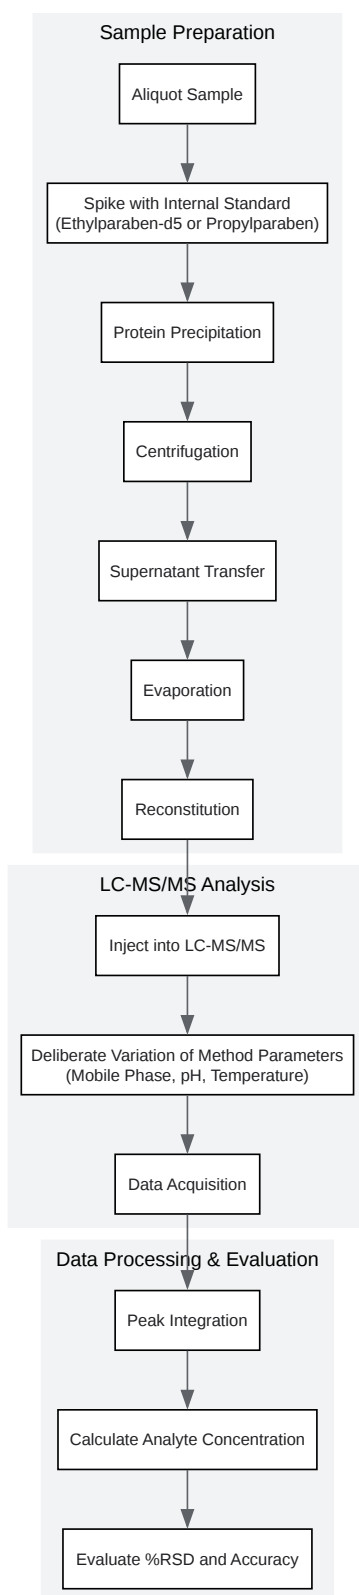 Sample Preparation
Aliquot Sample
Spike with Internal Standard
(Ethylparaben-d5 or Propylparaben)
Protein Precipitation
Centrifugation
Supernatant Transfer
Evaporation
Reconstitution
LC-MS/MS Analysis
Inject into LC-MS/MS
Deliberate Variation of Method Parameters
(Mobile Phase, pH, Temperature)
Data Acquisition
Data Processing & Evaluation
Peak Integration
Calculate Analyte Concentration
Evaluate %RSD and Accuracy